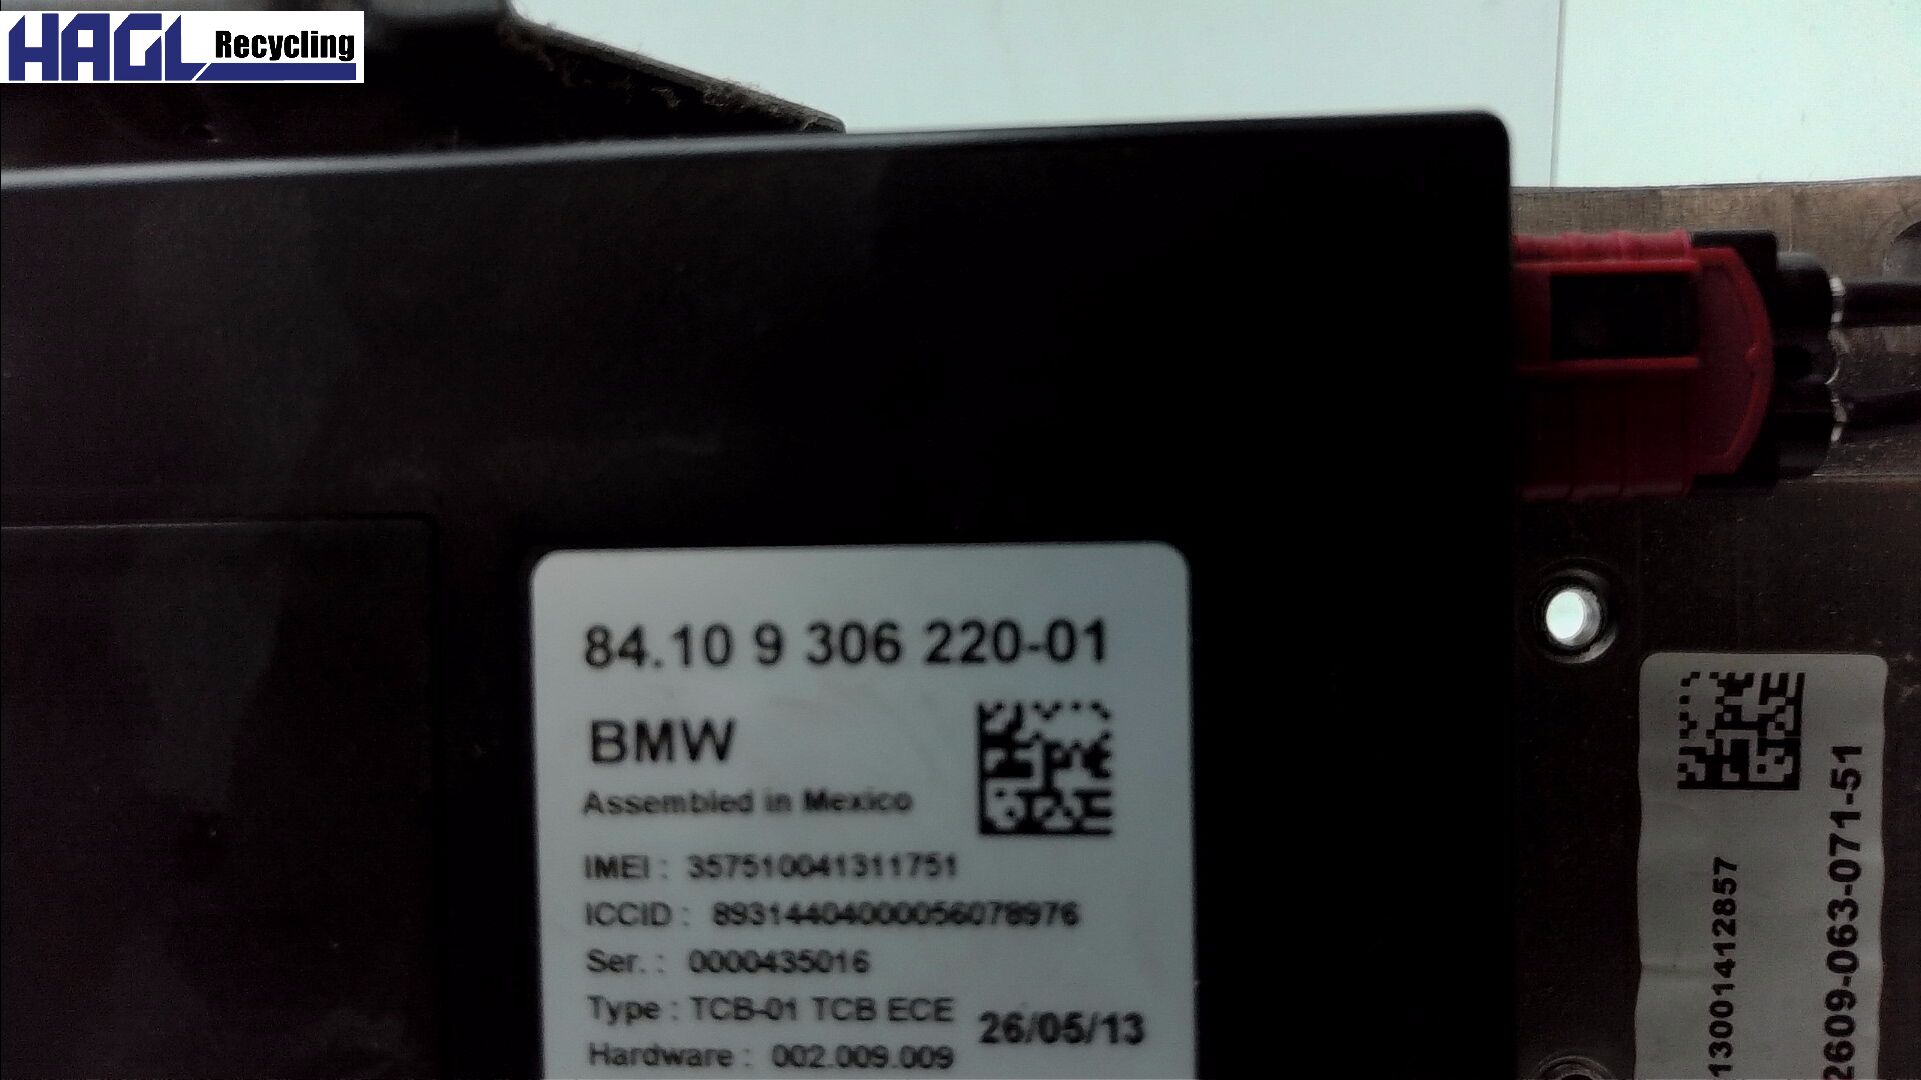 HAGL Recycling
84.10 9 306 220-01
BMW
Assembled in Mexico
IMEI : 357510041311751
ICCID : 89314404000056078976
Ser. : 0000435016
Type : TCB-01 TCB ECE
26/05/13
Hardware : 002.009.009
13001412857
2609-063-071-51